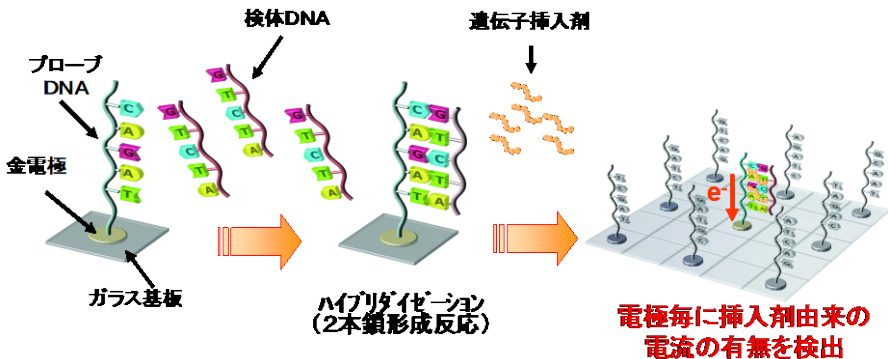 検体DNA
遺伝子挿入剤
プローブ
DNA
金電極
ガラス基板
C
A
G
A
T
G
T
C
T
A
G
T
C
T
A
G
T
C
T
A
C G
A T
G C
A T
T A
e-
ハイブリダイゼーション
(2本鎖形成反応)
電極毎に挿入剤由来の
電流の有無を検出